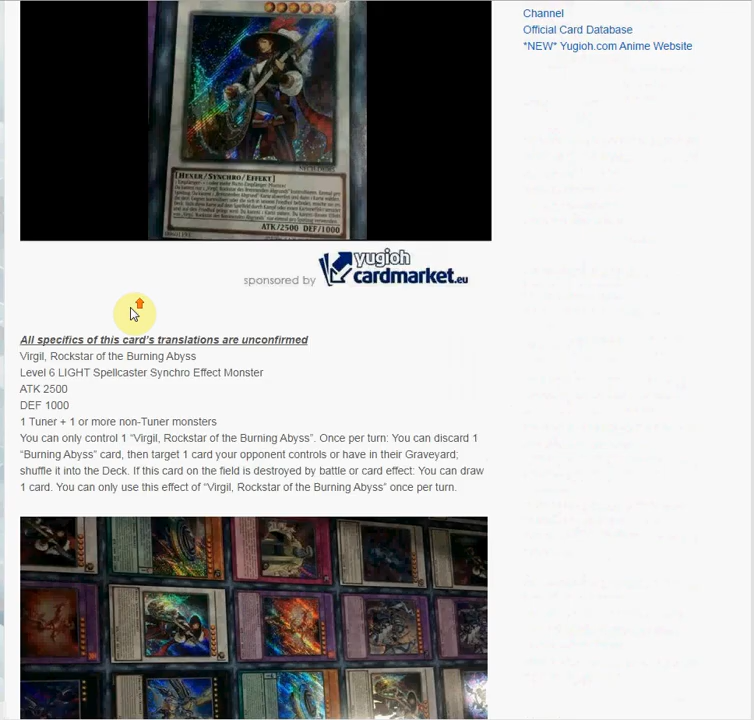 Channel
Official Card Database
*NEW* Yugioh.com Anime Website
[HEXER/SYNCHRO/EFFEKT]
ATK/2500 DEF/1000
sponsored by yugioh cardmarket.eu
All specifics of this card's translations are unconfirmed
Virgil, Rockstar of the Burning Abyss
Level 6 LIGHT Spellcaster Synchro Effect Monster
ATK 2500
DEF 1000
1 Tuner + 1 or more non-Tuner monsters
You can only control 1 “Virgil, Rockstar of the Burning Abyss”. Once per turn: You can discard 1
“Burning Abyss” card, then target 1 card your opponent controls or have in their Graveyard;
shuffle it into the Deck. If this card on the field is destroyed by battle or card effect: You can draw
1 card. You can only use this effect of “Virgil, Rockstar of the Burning Abyss” once per turn.